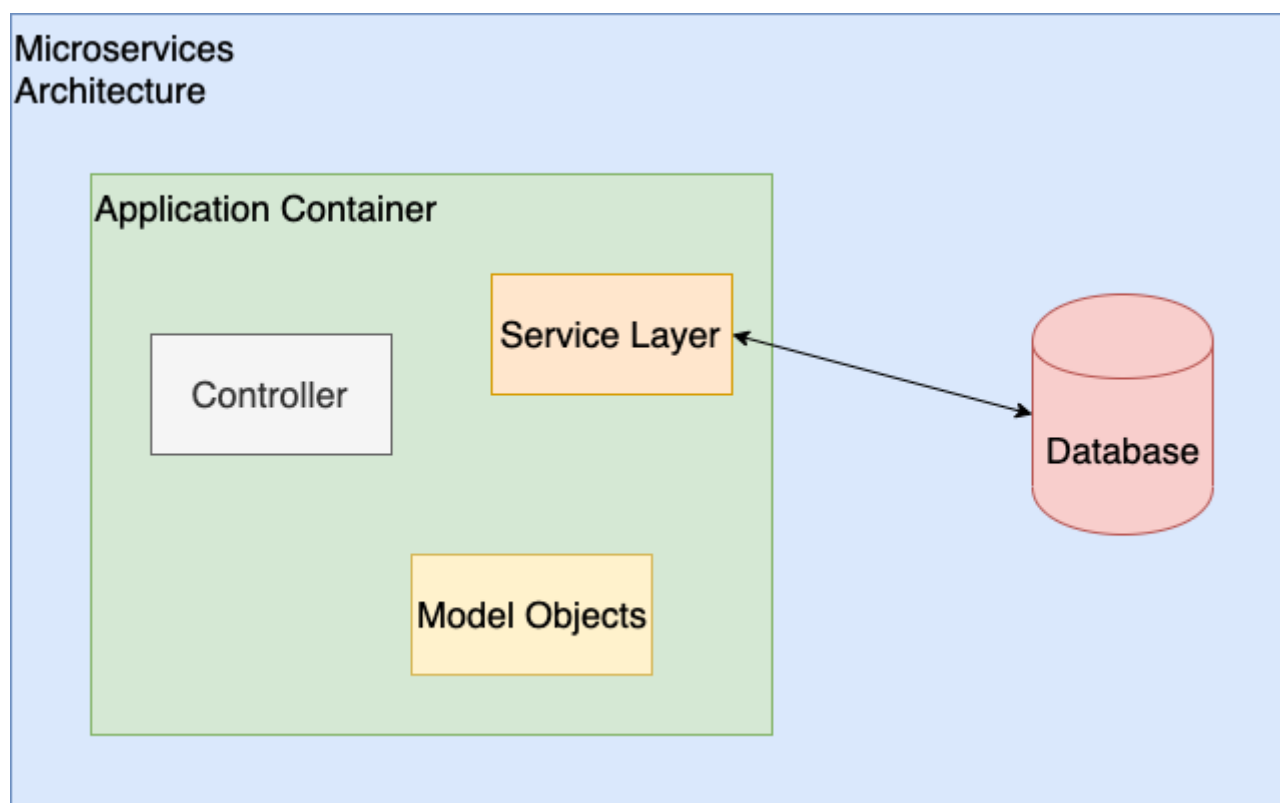 Microservices
Architecture
Application Container
Service Layer
Controller
Database
Model Objects